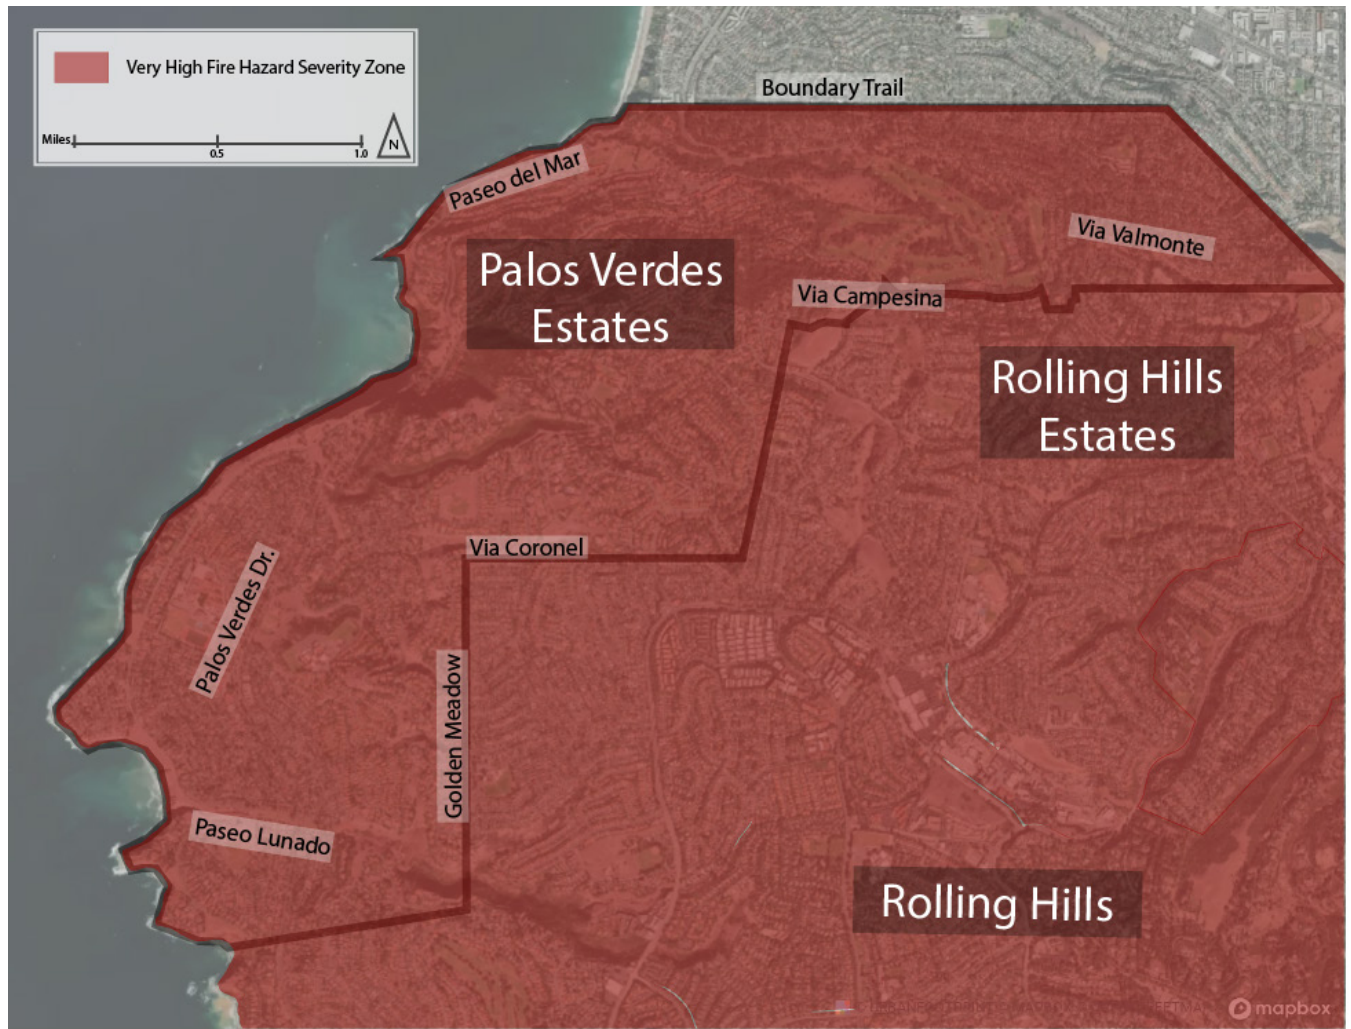 Very High Fire Hazard Severity Zone
Miles
0.5
1.0
N
Boundary Trail
Paseo del Mar
Via Valmonte
Palos Verdes
Estates
Via Campesina
Rolling Hills
Estates
Via Coronel
Palos Verdes Dr.
Golden Meadow
Paseo Lunado
Rolling Hills
mapbox